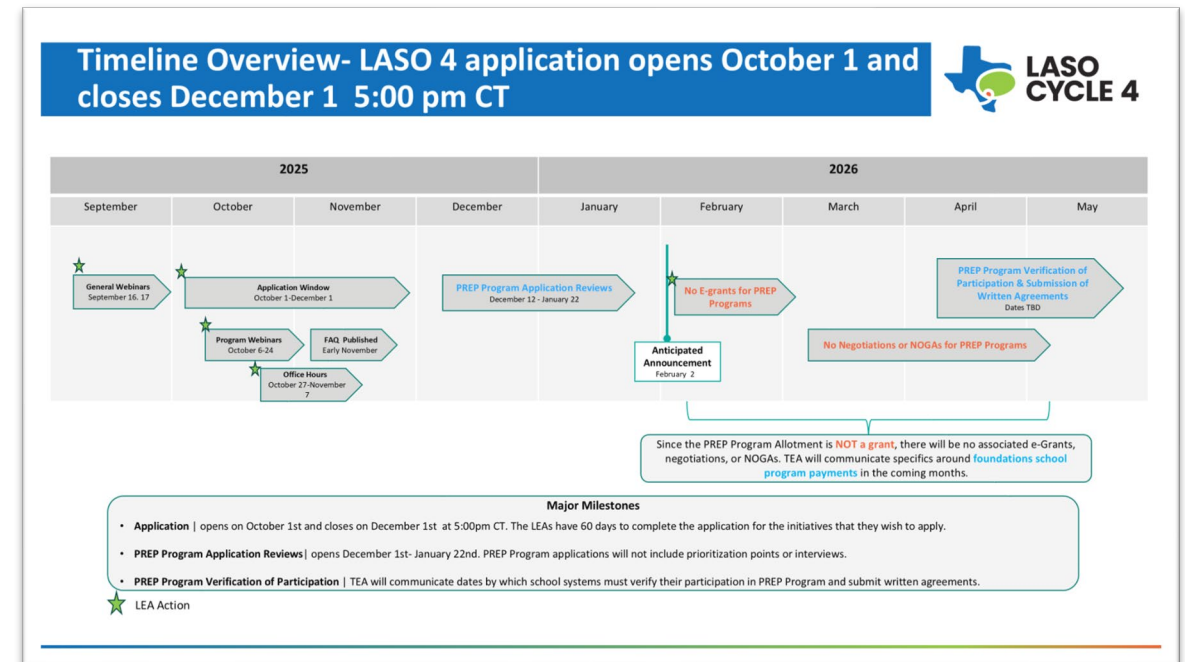 Timeline Overview- LASO 4 application opens October 1 and
closes December 1 5:00 pm CT
LASO
CYCLE 4
2025
2026
September
October
November
December
January
February
March
April
May
General Webinars
September 16. 17
Application Window
October 1-December 1
Program Webinars
October 6-24
FAQ Published
Early November
Office Hours
October 27-November
7
PREP Program Application Reviews
December 12 - January 22
No E-grants for PREP
Programs
Anticipated
Announcement
February 2
PREP Program Verification of
Participation & Submission of
Written Agreements
Dates TBD
No Negotiations or NOGAs for PREP Programs
Since the PREP Program Allotment is NOT a grant, there will be no associated e-Grants,
negotiations, or NOGAs. TEA will communicate specifics around foundations school
program payments in the coming months.
Major Milestones
• Application | opens on October 1st and closes on December 1st at 5:00pm CT. The LEAs have 60 days to complete the application for the initiatives that they wish to apply.
• PREP Program Application Reviews| opens December 1st- January 22nd. PREP Program applications will not include prioritization points or interviews.
• PREP Program Verification of Participation | TEA will communicate dates by which school systems must verify their participation in PREP Program and submit written agreements.
LEA Action